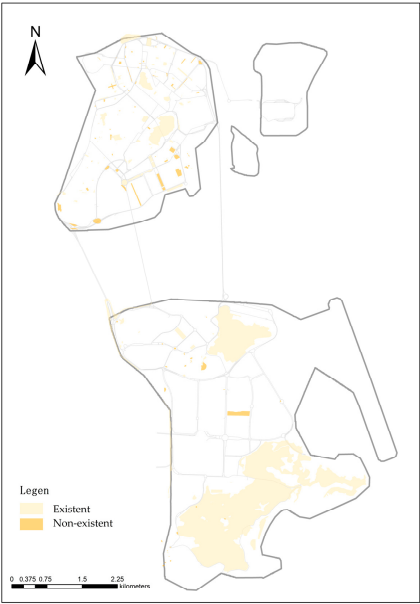 N
Legen
Existent
Non-existent
0 0.375 0.75 1.5 2.25
kilometers